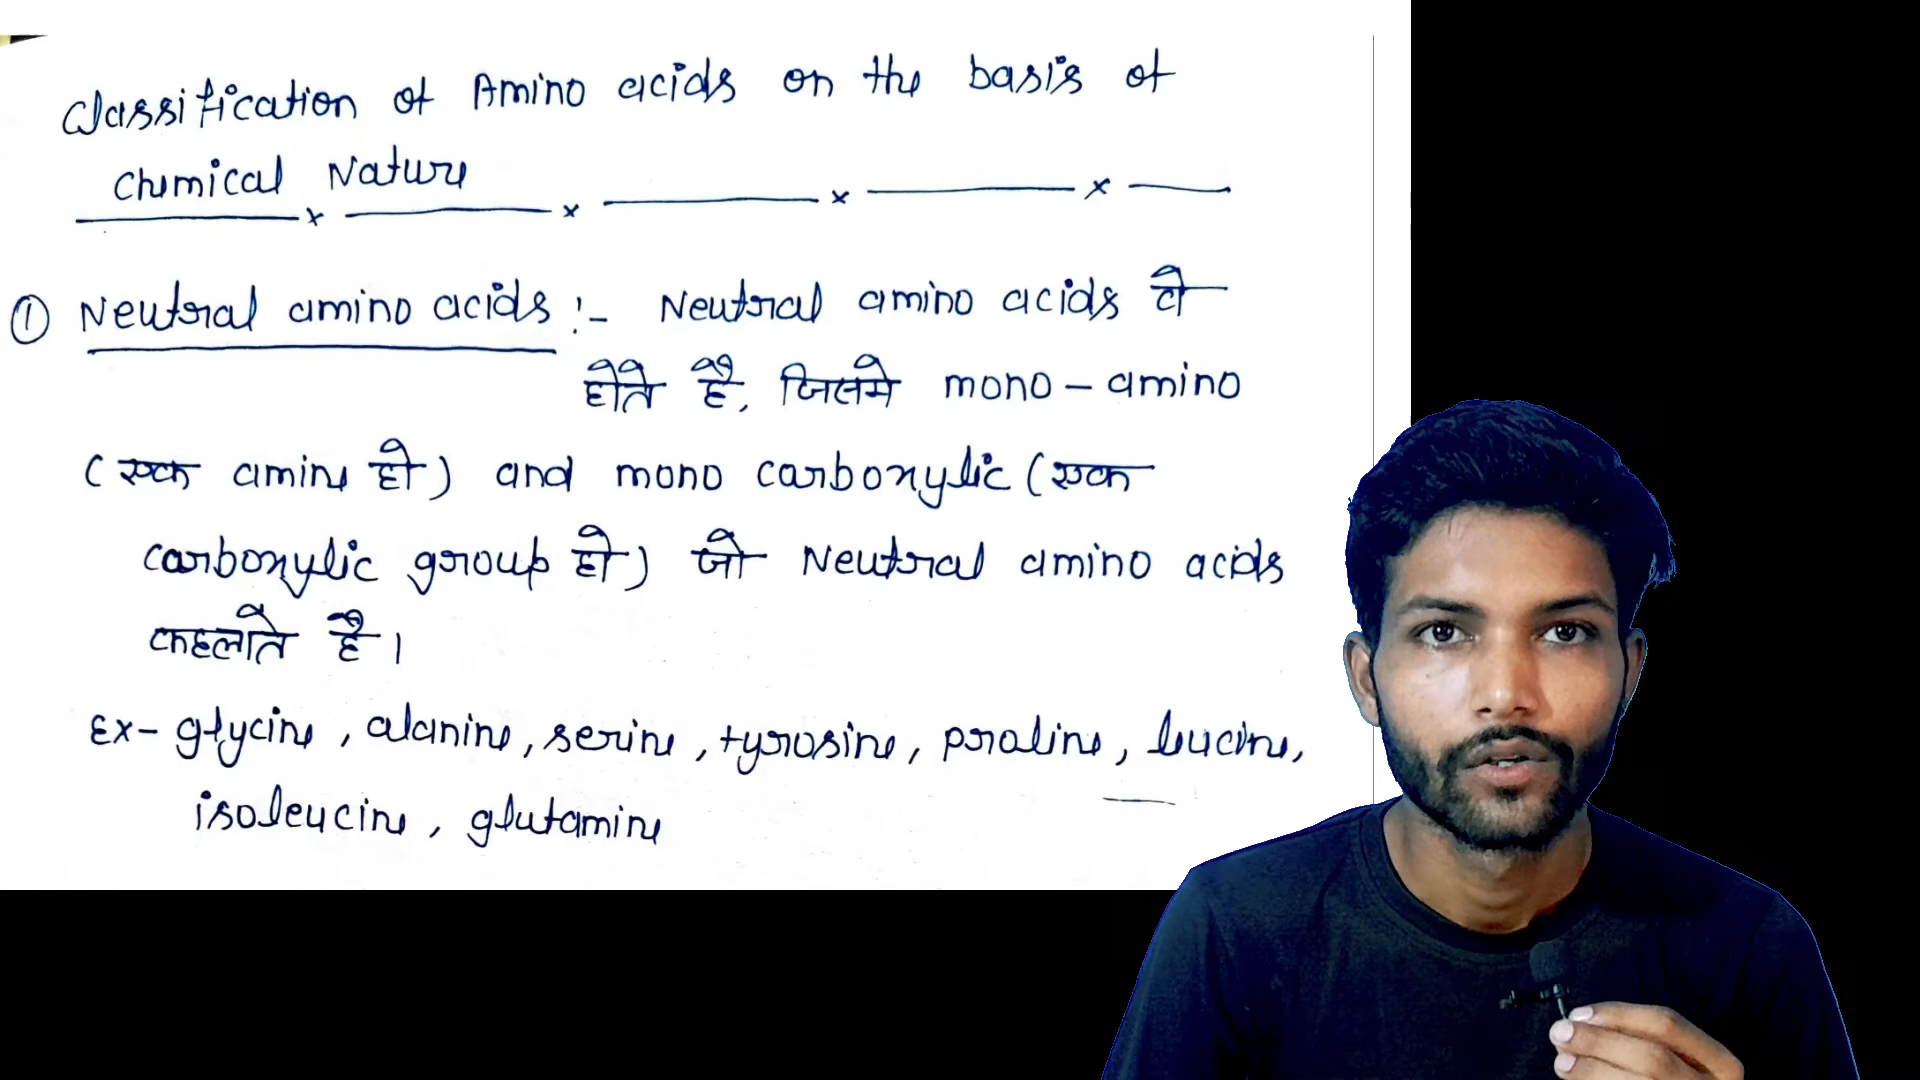 Classification of Amino acids on the basis of
Chemical Nature
① Neutral amino acids :- Neutral amino acids वे
होते है, जिसमे mono - amino
(एक amine हो) and mono carboxylic (एक
carboxylic group हो) जो Neutral amino acids
कहलाते है।
Ex- glycine, alanine, serine, tyrosine, proline, leucine,
isoleucine, glutamine